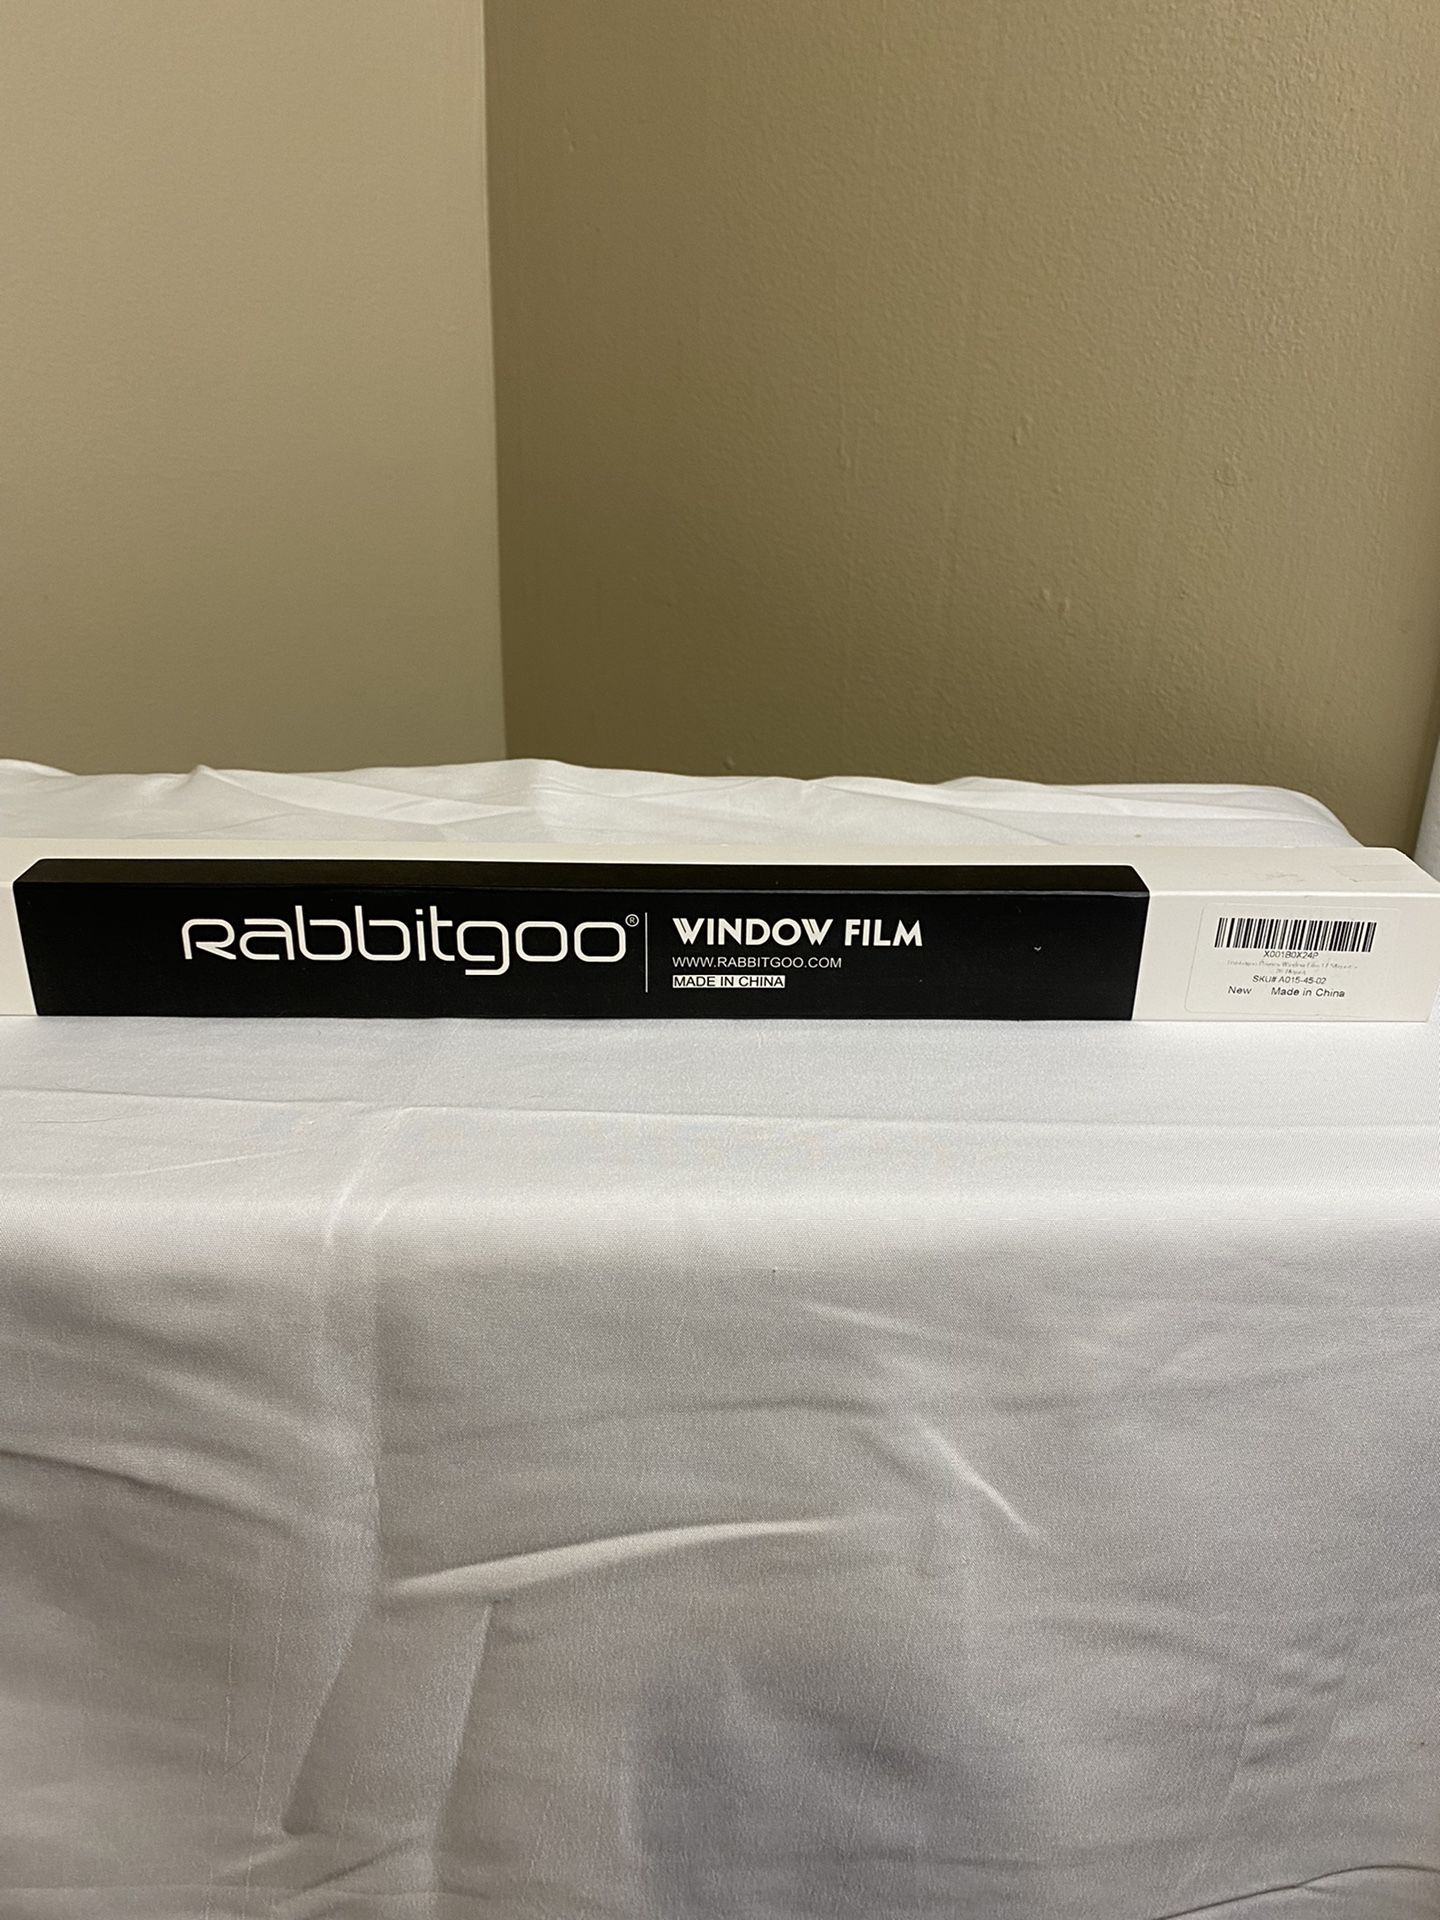 Rabbitgoo®
WINDOW FILM
WWW.RABBITGOO.COM
MADE IN CHINA
X001B0X24P
SKU# A015-45-02
New Made in China